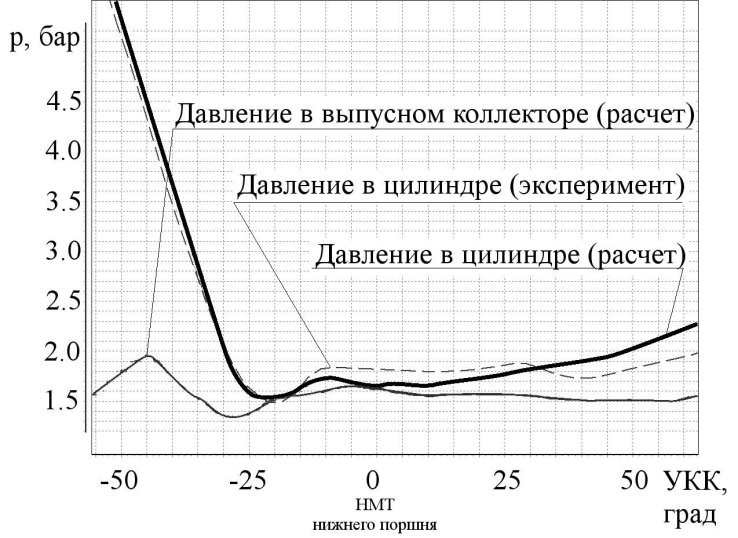 р, бар
4.5
Давление в выпусном коллекторе (расчет)
4.0
Давление в цилиндре (эксперимент)
3.5
3.0
Давление в цилиндре (расчет)
2.5
2.0
1.5
-50 -25 0 25 50 УКК,
град
НМТ
нижнего поршня